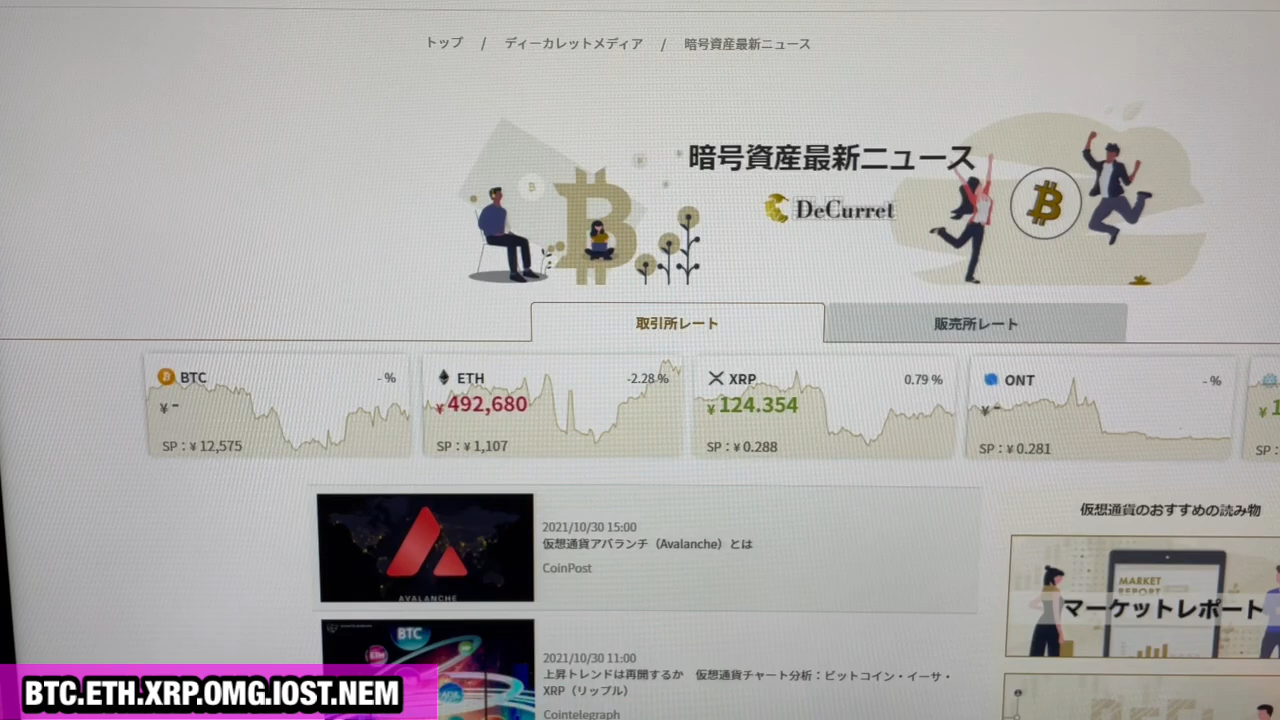 トップ / ディーカレットメディア / 暗号資産最新ニュース
暗号資産最新ニュース
DeCurret
取引所レート
販売所レート
BTC - %
¥ -
SP : ¥ 12,575
ETH -2.28 %
¥ 492,680
SP : ¥ 1,107
XRP 0.79 %
¥ 124.354
SP : ¥ 0.288
ONT - %
¥ -
SP : ¥ 0.281
¥ 1
SP :
2021/10/30 15:00
仮想通貨アバランチ（Avalanche）とは
CoinPost
AVALANCHE
仮想通貨のおすすめの読み物
MARKET
REPORT
マーケットレポート
BTC
ETH
2021/10/30 11:00
上昇トレンドは再開するか 仮想通貨チャート分析：ビットコイン・イーサ・
XRP（リップル）
Cointelegraph
BTC.ETH.XRP.OMG.IOST.NEM